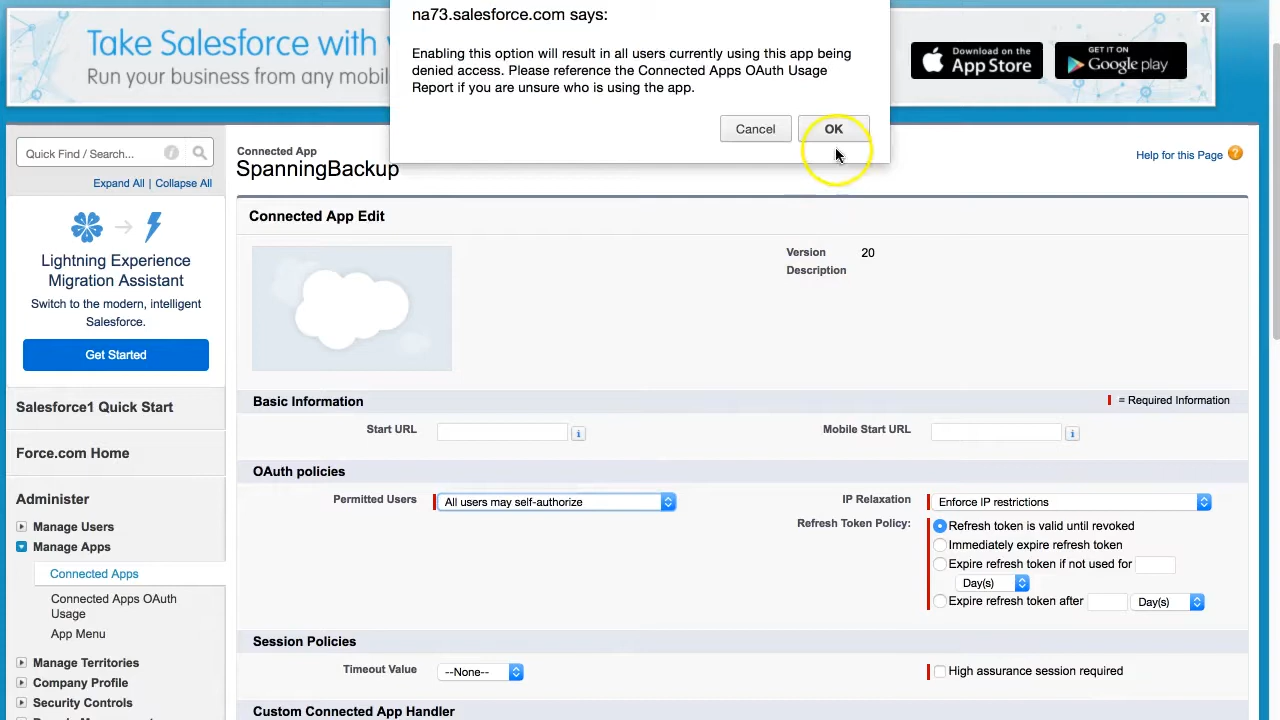 na73.salesforce.com says:
Enabling this option will result in all users currently using this app being
denied access. Please reference the Connected Apps OAuth Usage
Report if you are unsure who is using the app.
Cancel
OK
Take Salesforce with
Run your business from any mobil
Download on the
App Store
GET IT ON
Google play
X
Quick Find / Search...
i
Expand All | Collapse All
Lightning Experience
Migration Assistant
Switch to the modern, intelligent
Salesforce.
Get Started
Salesforce1 Quick Start
Force.com Home
Administer
Manage Users
Manage Apps
Connected Apps
Connected Apps OAuth
Usage
App Menu
Manage Territories
Company Profile
Security Controls
Connected App
SpanningBackup
Help for this Page ?
Connected App Edit
Version 20
Description
Basic Information
= Required Information
Start URL
i
Mobile Start URL
i
OAuth policies
Permitted Users
All users may self-authorize
IP Relaxation
Enforce IP restrictions
Refresh Token Policy:
Refresh token is valid until revoked
Immediately expire refresh token
Expire refresh token if not used for
Day(s)
Expire refresh token after
Day(s)
Session Policies
Timeout Value
--None--
High assurance session required
Custom Connected App Handler